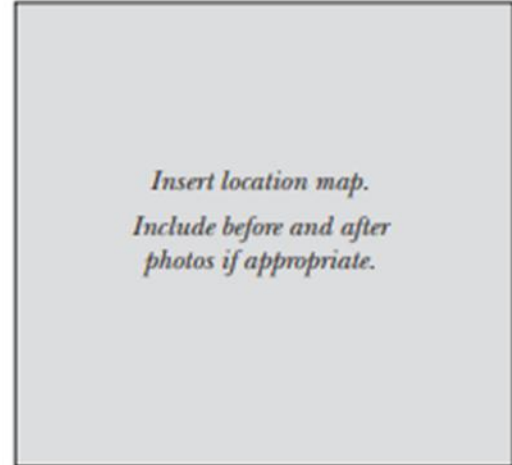 Insert location map.
Include before and after
photos if appropriate.